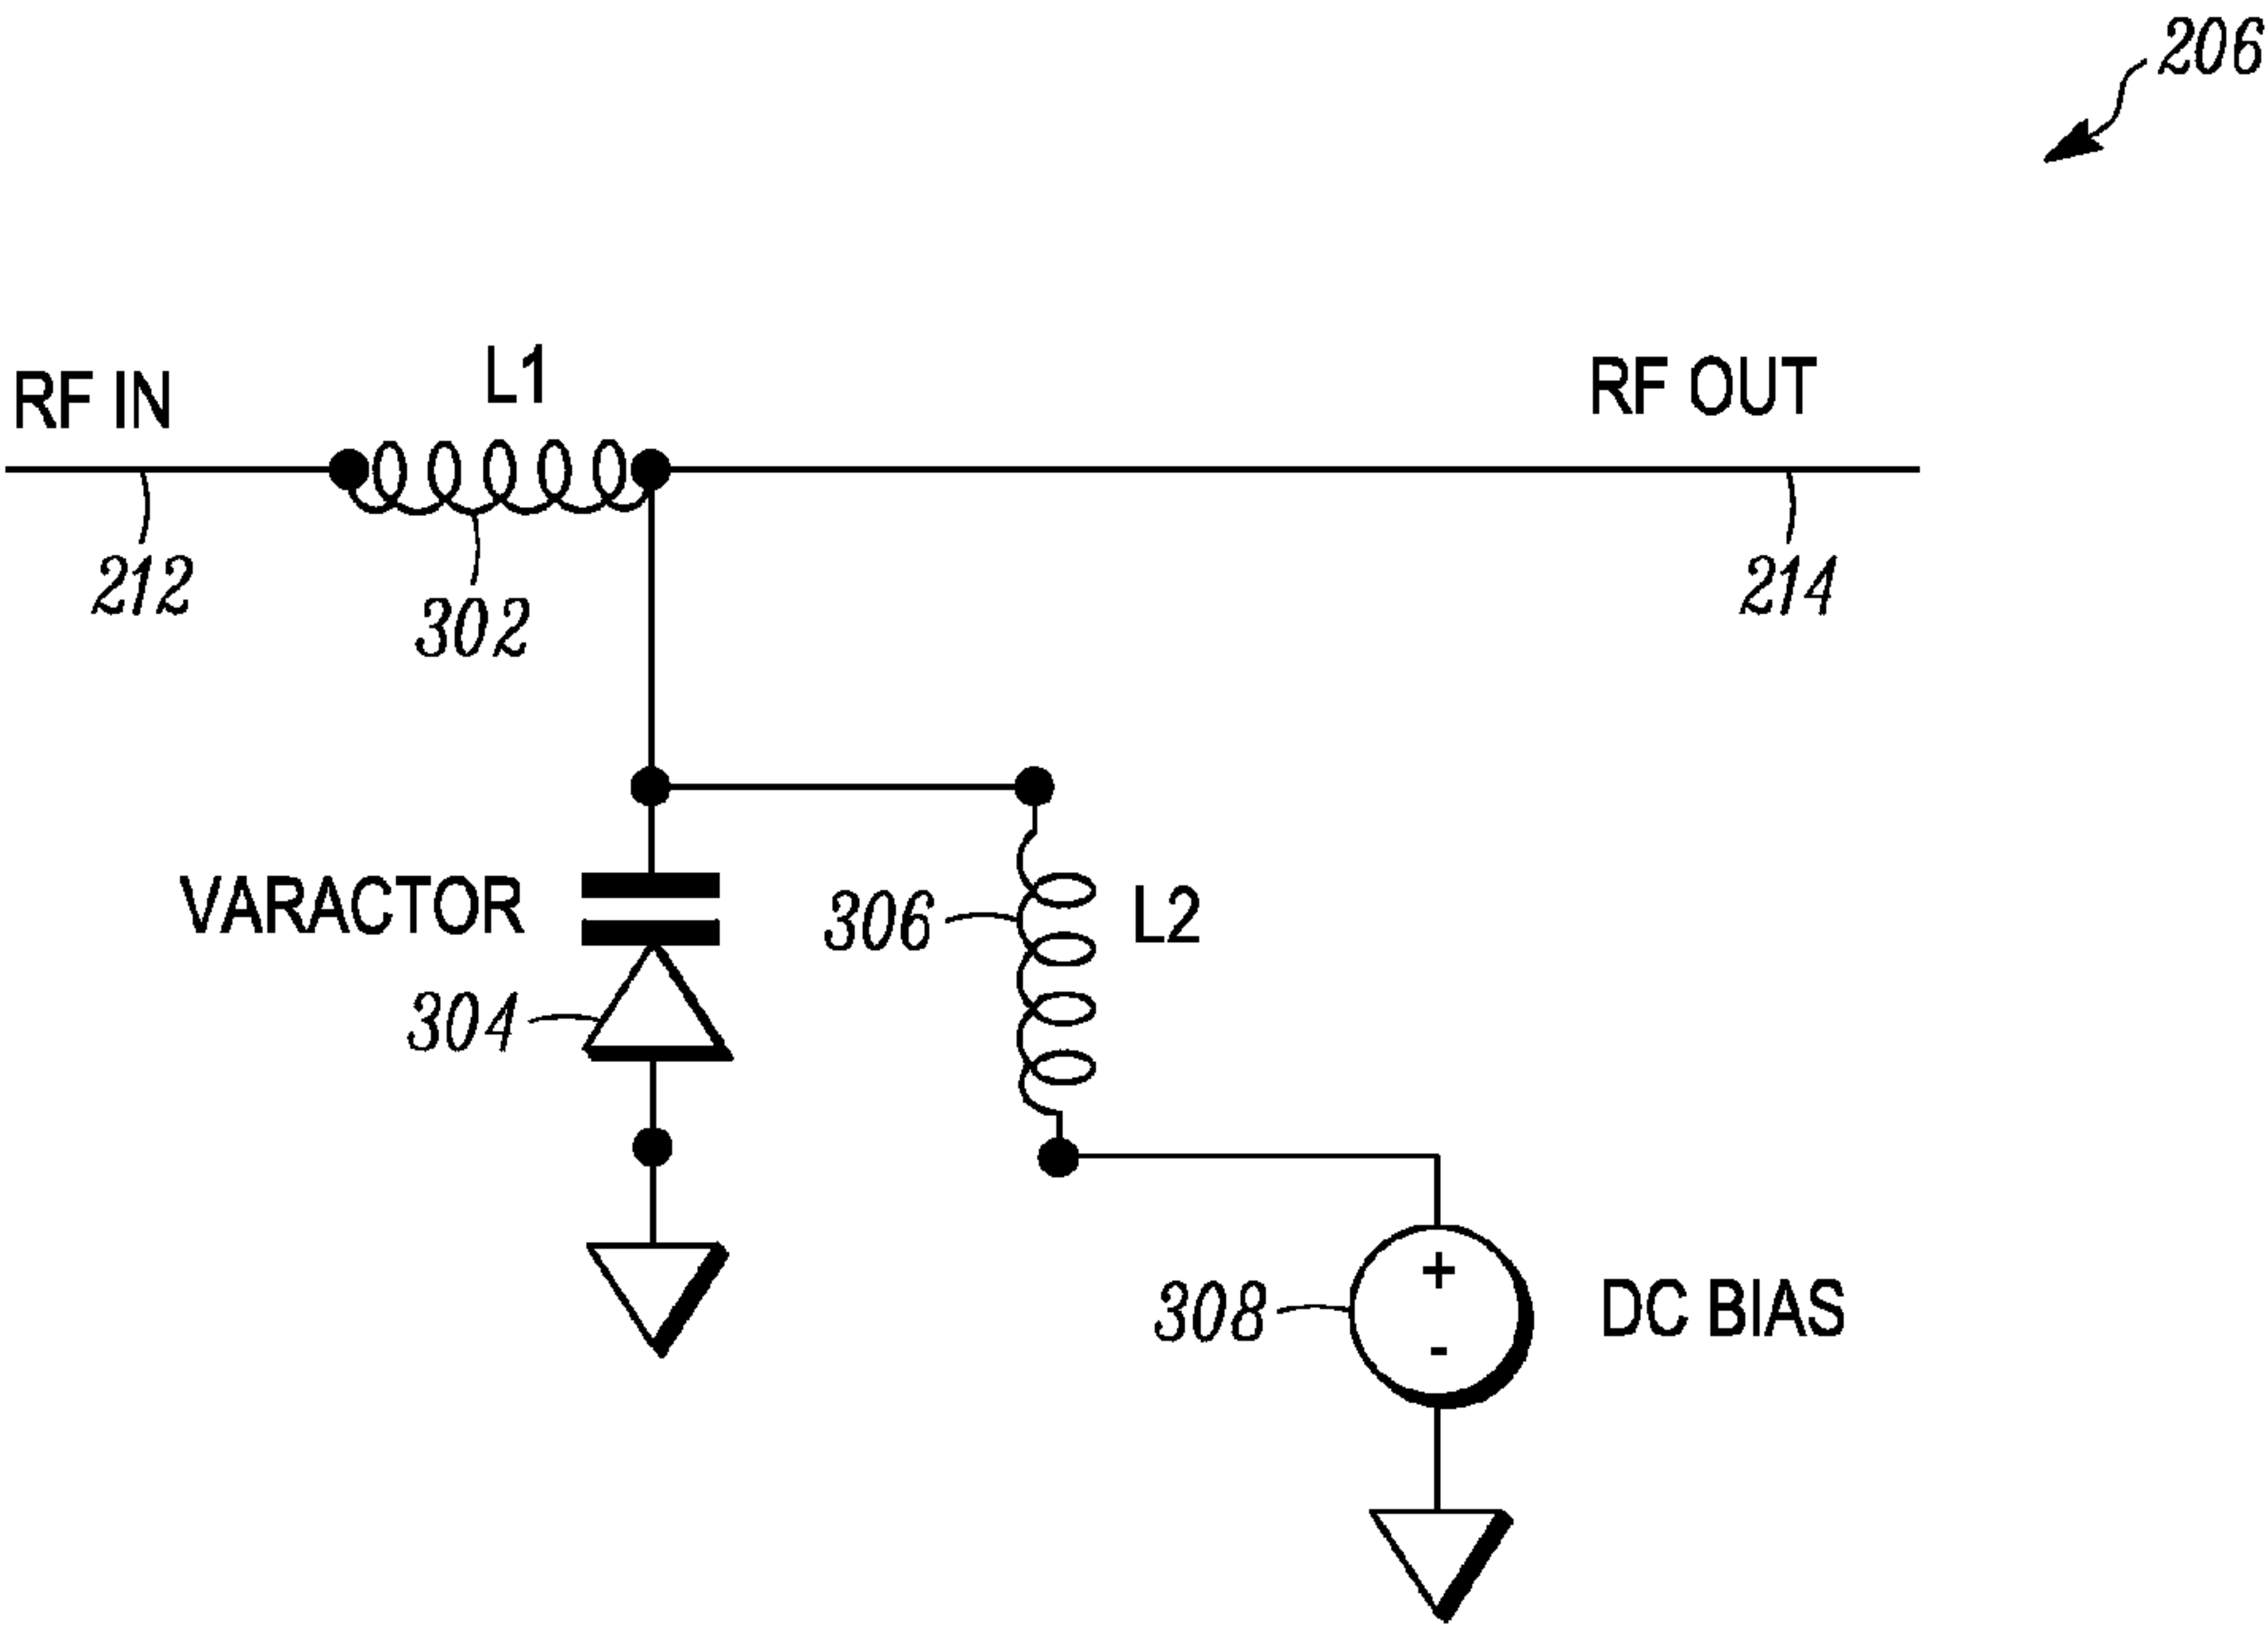 206
L1
RF IN
RF OUT
212
302
214
VARACTOR
306
L2
304
+
308
DC BIAS
-